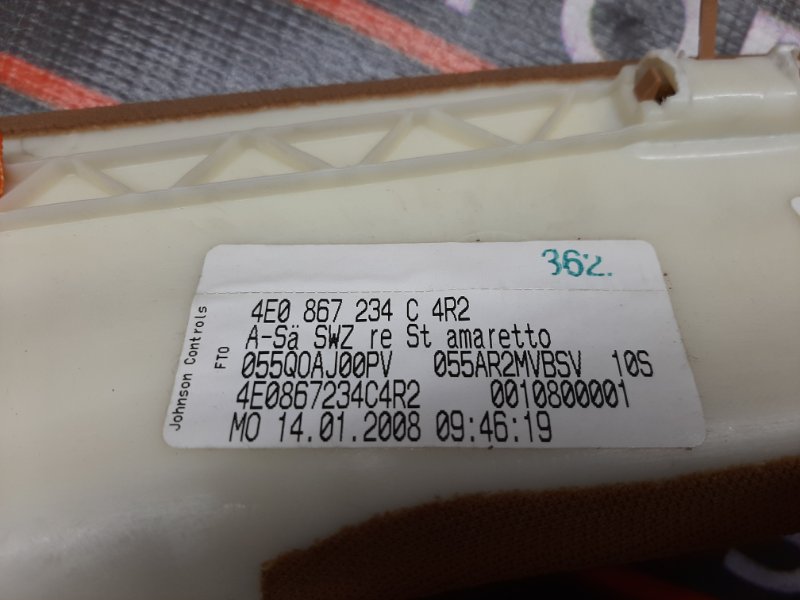 362.
4E0 867 234 C 4R2
A-Sä SWZ re St amaretto
055QOAJ00PV 055AR2MVBSV 10S
4E0867234C4R2 0010800001
MO 14.01.2008 09:46:19
FTO
Johnson Controls